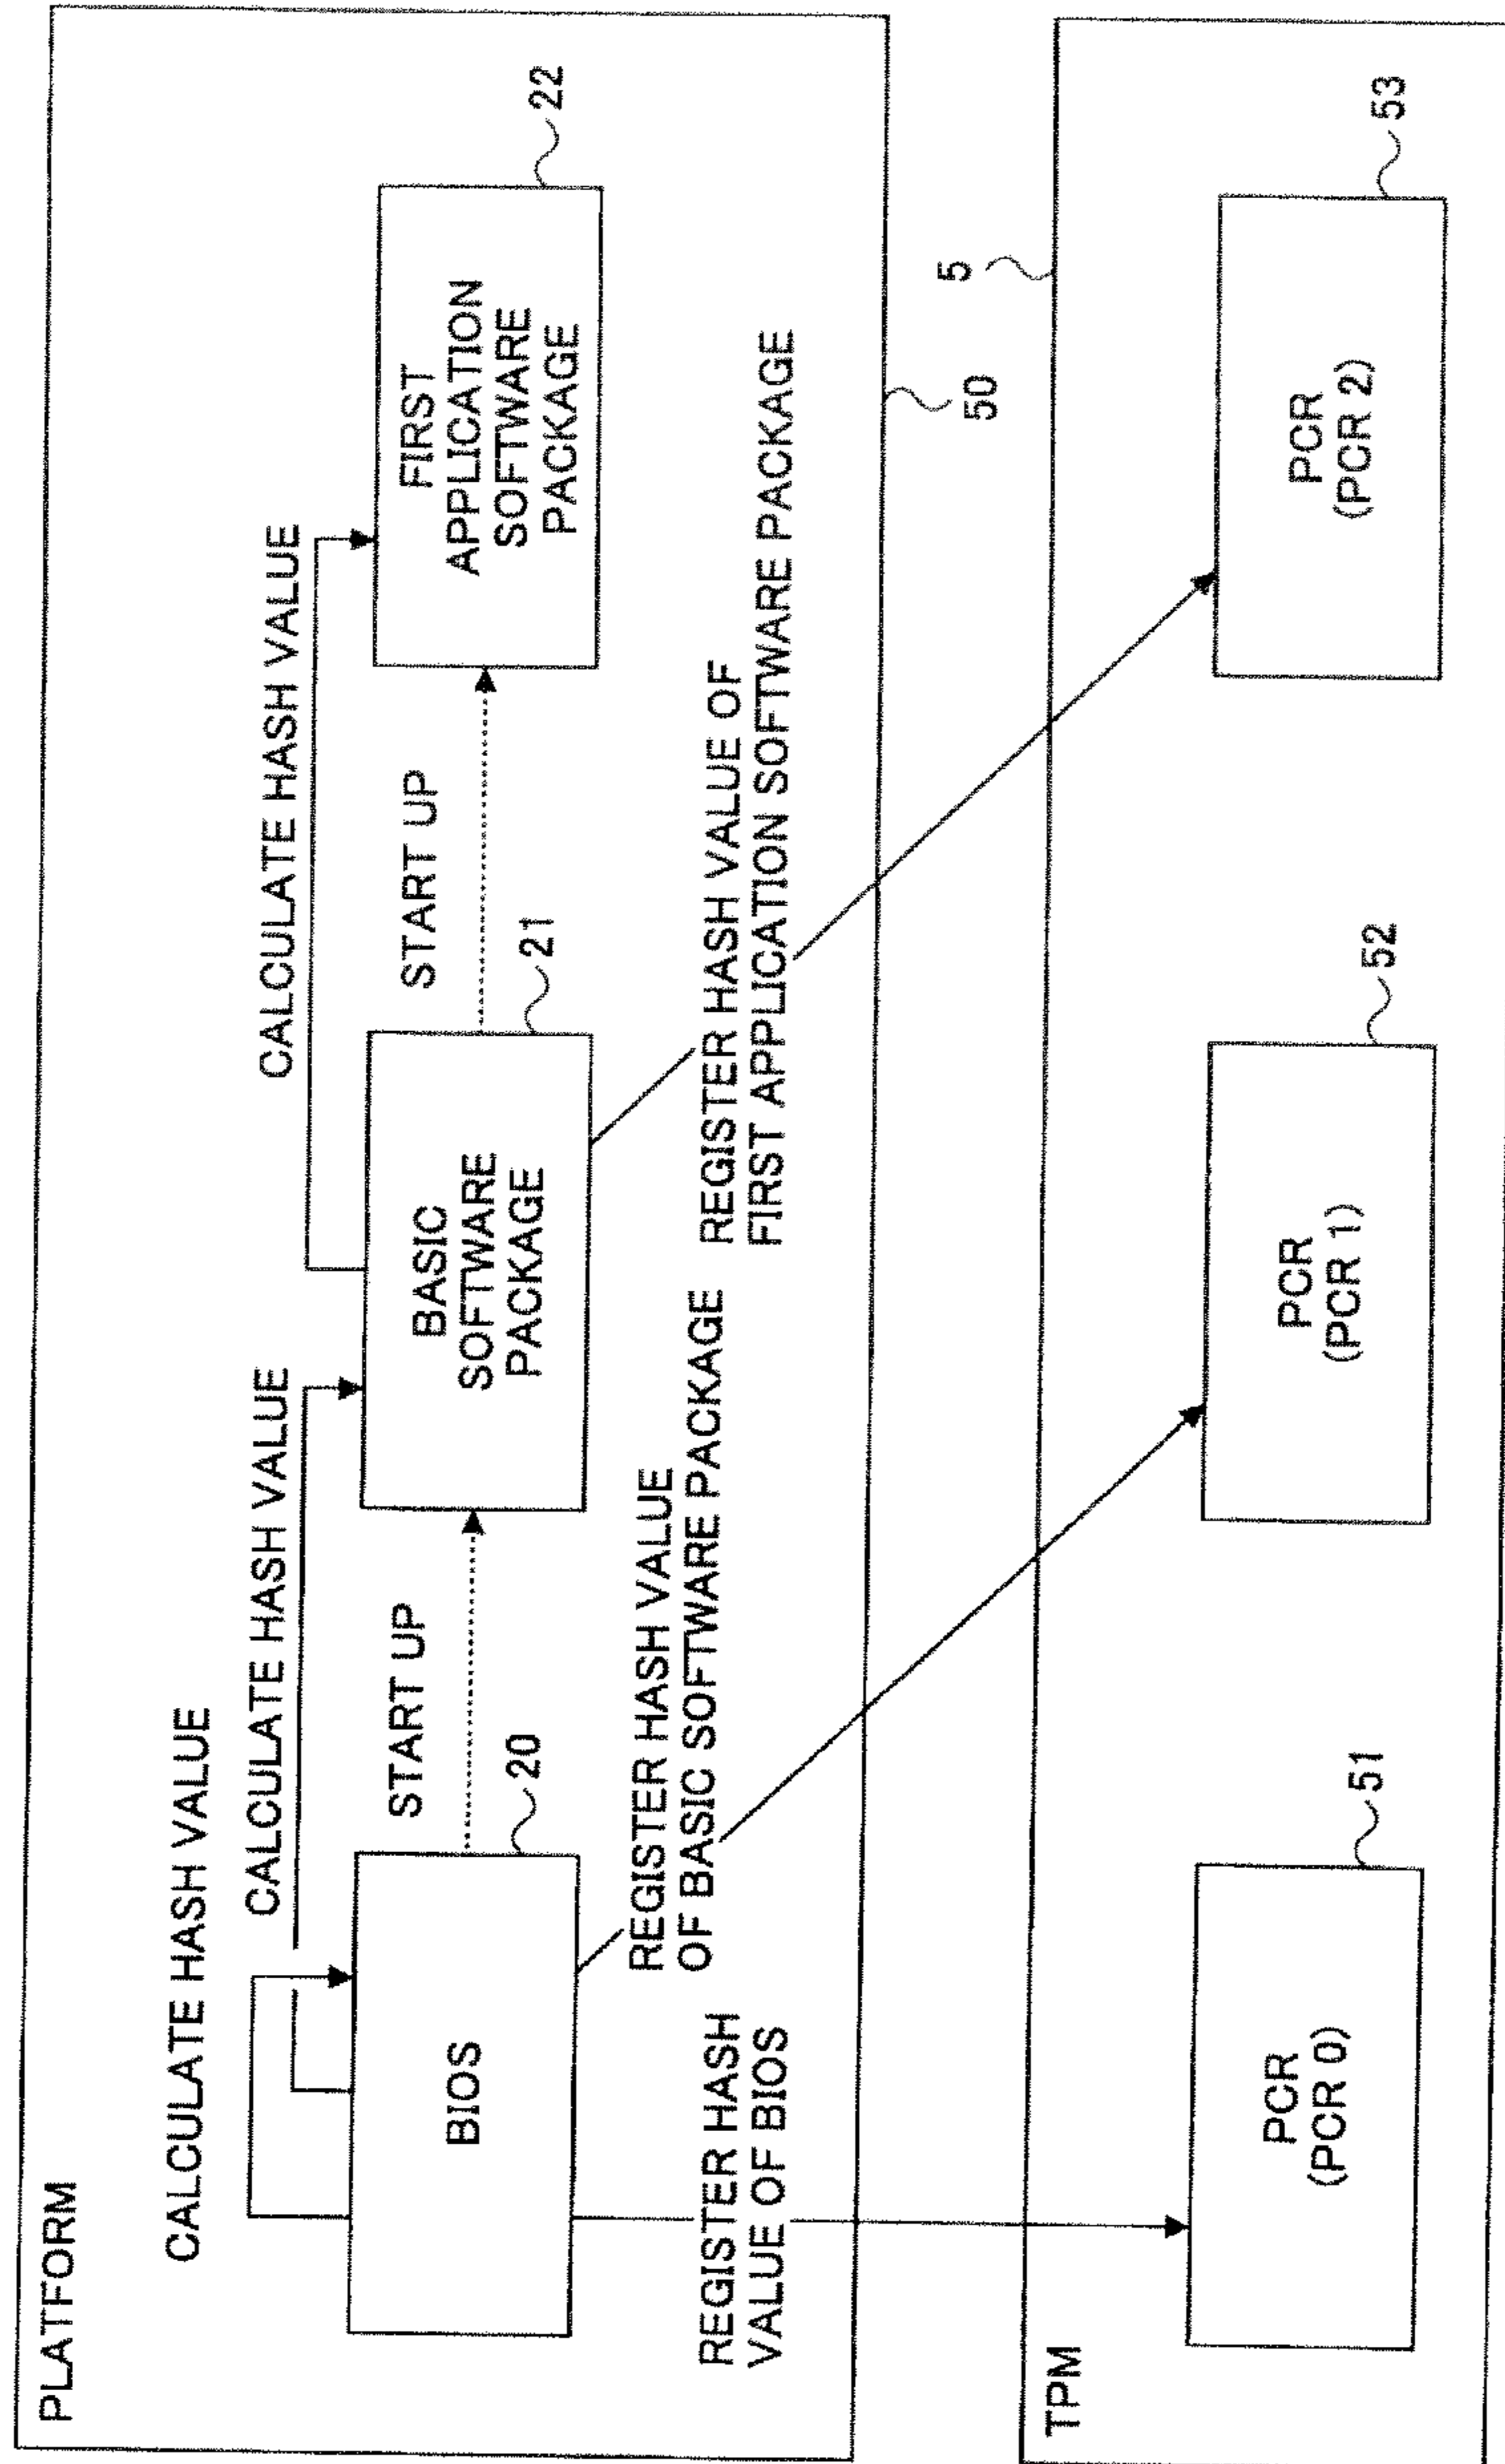 PLATFORM
CALCULATE HASH VALUE
CALCULATE HASH VALUE
CALCULATE HASH VALUE
START UP
START UP
BIOS
20
BASIC
SOFTWARE
PACKAGE
21
FIRST
APPLICATION
SOFTWARE
PACKAGE
22
REGISTER HASH
VALUE OF BIOS
REGISTER HASH VALUE
OF BASIC SOFTWARE PACKAGE
REGISTER HASH VALUE OF
FIRST APPLICATION SOFTWARE PACKAGE
50
5
TPM
PCR
(PCR 0)
51
PCR
(PCR 1)
52
PCR
(PCR 2)
53